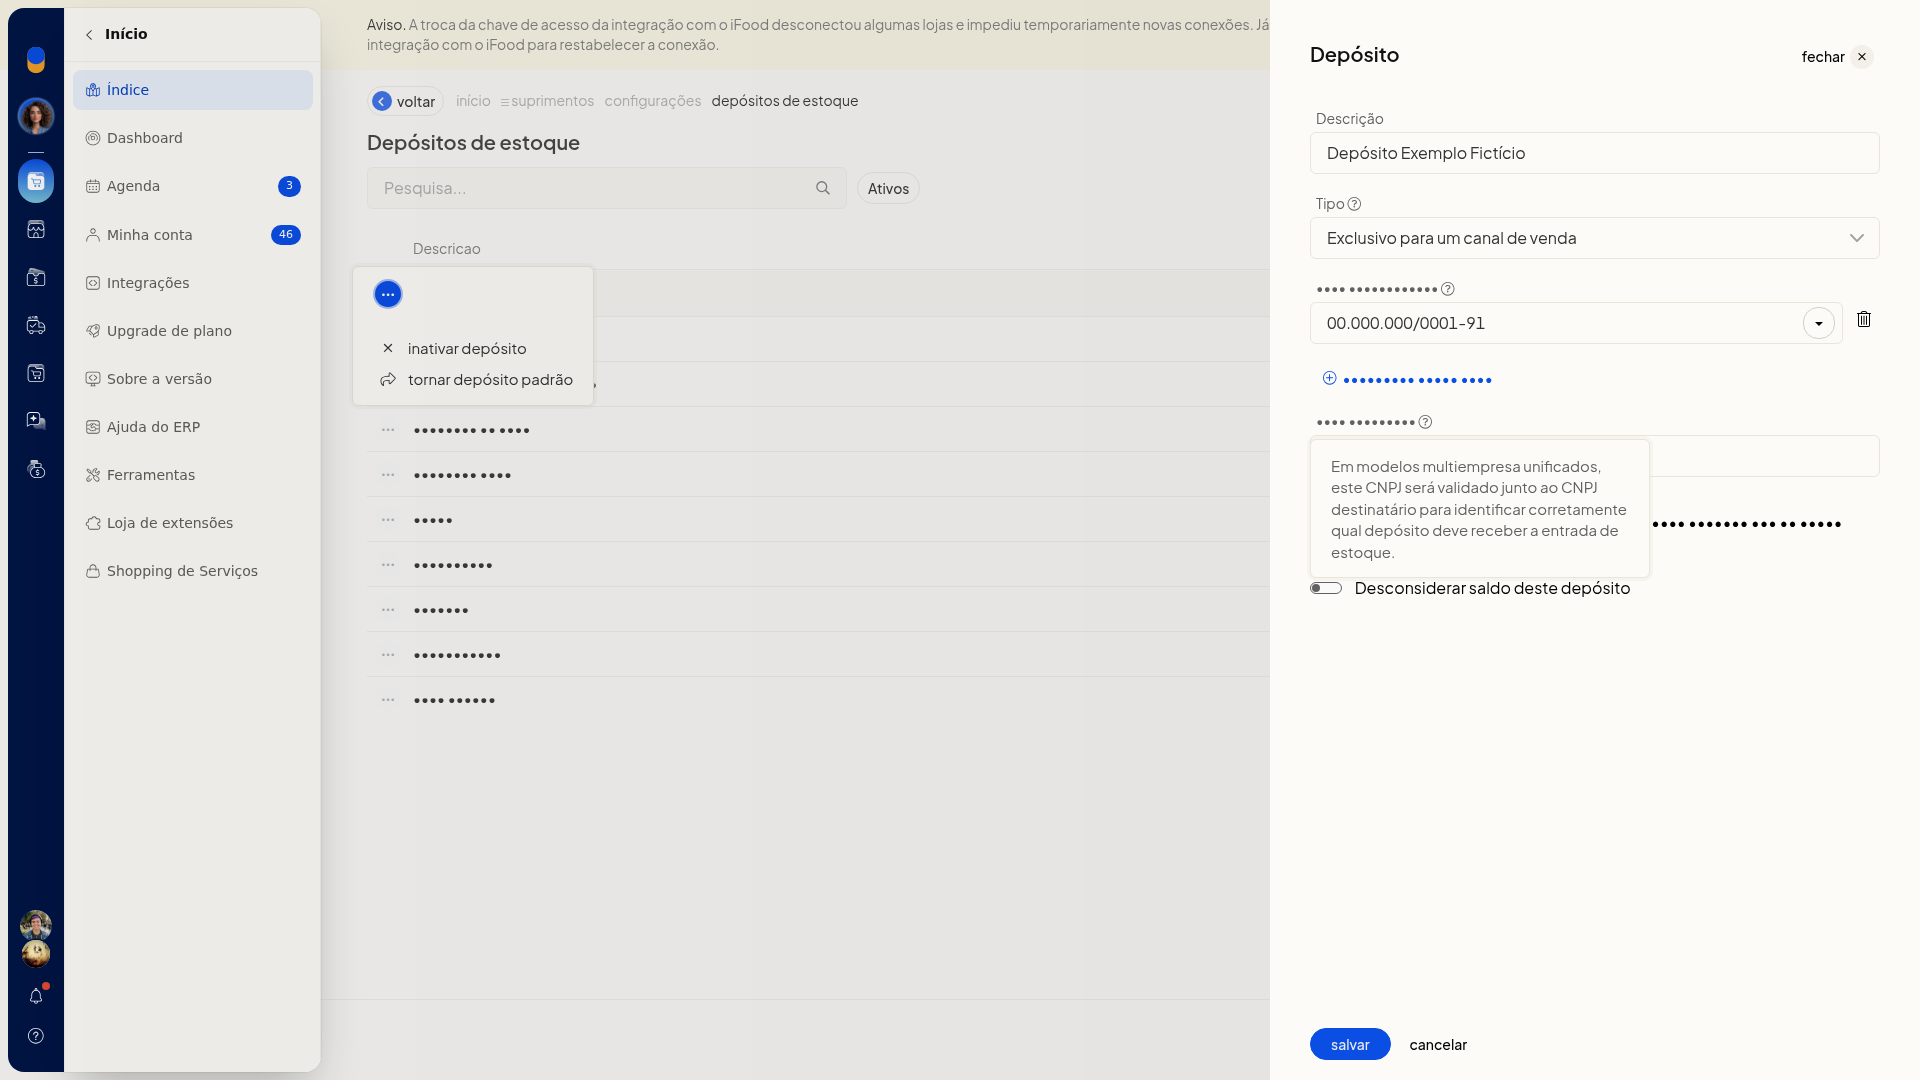 Início
Índice
Dashboard
Agenda
3
Minha conta
46
Integrações
Upgrade de plano
Sobre a versão
Ajuda do ERP
Ferramentas
Loja de extensões
Shopping de Serviços
Aviso. A troca da chave de acesso da integração com o iFood desconectou algumas lojas e impediu temporariamente novas conexões. Já
integração com o iFood para restabelecer a conexão.
voltar
início
suprimentos
configurações
depósitos de estoque
Depósitos de estoque
Pesquisa...
Ativos
Descricao
inativar depósito
tornar depósito padrão
Depósito
fechar
Descrição
Depósito Exemplo Fictício
Tipo
Exclusivo para um canal de venda
00.000.000/0001-91
Em modelos multiempresa unificados,
este CNPJ será validado junto ao CNPJ
destinatário para identificar corretamente
qual depósito deve receber a entrada de
estoque.
Desconsiderar saldo deste depósito
salvar
cancelar